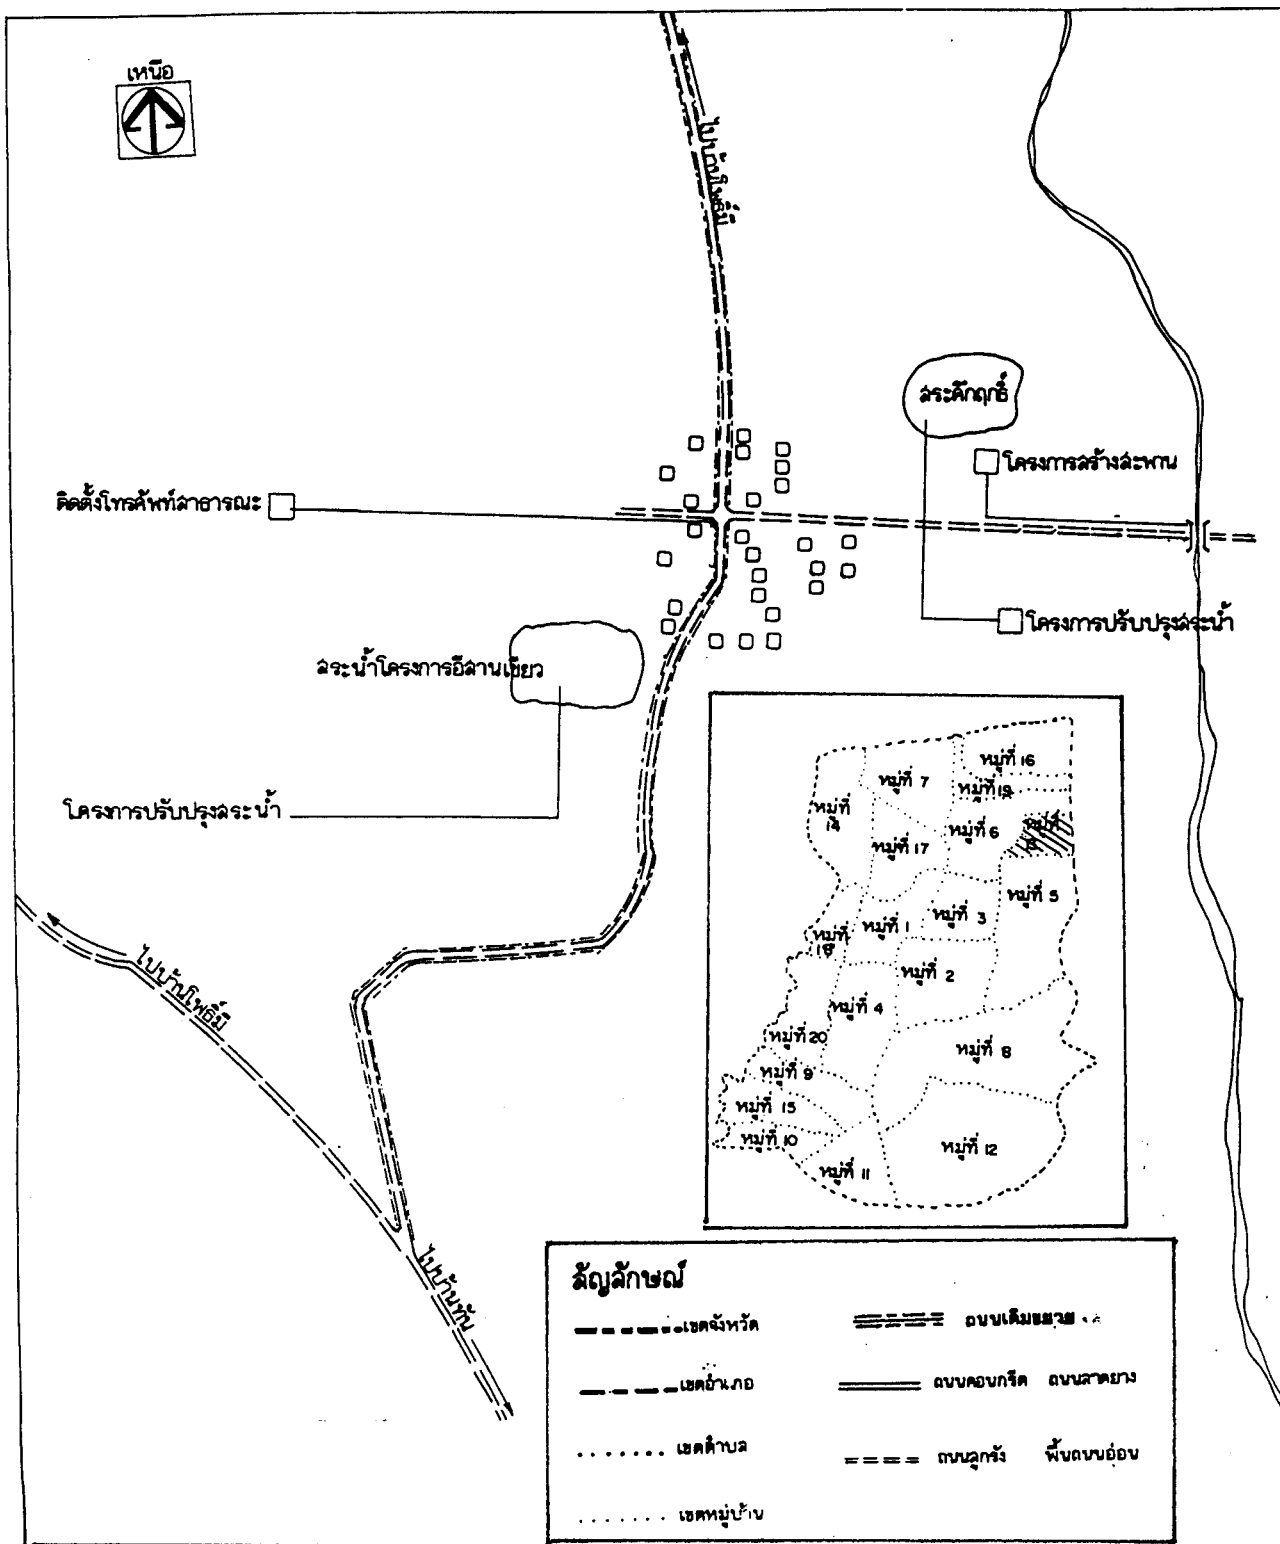 เหนือ
ไปบ้านโพธิ์มี
สระคึกฤทธิ์
โครงการสร้างสะพาน
ติดตั้งโทรศัพท์สาธารณะ
โครงการปรับปรุงสระน้ำ
สระน้ำโครงการอีสานเขียว
โครงการปรับปรุงสระน้ำ
ไปบ้านโพธิ์มี
ไปบ้านทัน
หมู่ที่ 16
หมู่ที่ 7
หมู่ที่ 19
หมู่ที่
14
หมู่ที่ 6
หมู่ที่ 17
หมู่ที่ 5
หมู่ที่ 3
หมู่ที่ 1
หมู่ที่
18
หมู่ที่ 2
หมู่ที่ 4
หมู่ที่ 20
หมู่ที่ 8
หมู่ที่ 9
หมู่ที่ 15
หมู่ที่ 10
หมู่ที่ 12
หมู่ที่ 11
สัญลักษณ์
เขตจังหวัด
ถนนเดิมขยาย
เขตอำเภอ
ถนนคอนกรีต ถนนลาดยาง
เขตตำบล
ถนนลูกรัง พื้นถนนอ่อน
เขตหมู่บ้าน